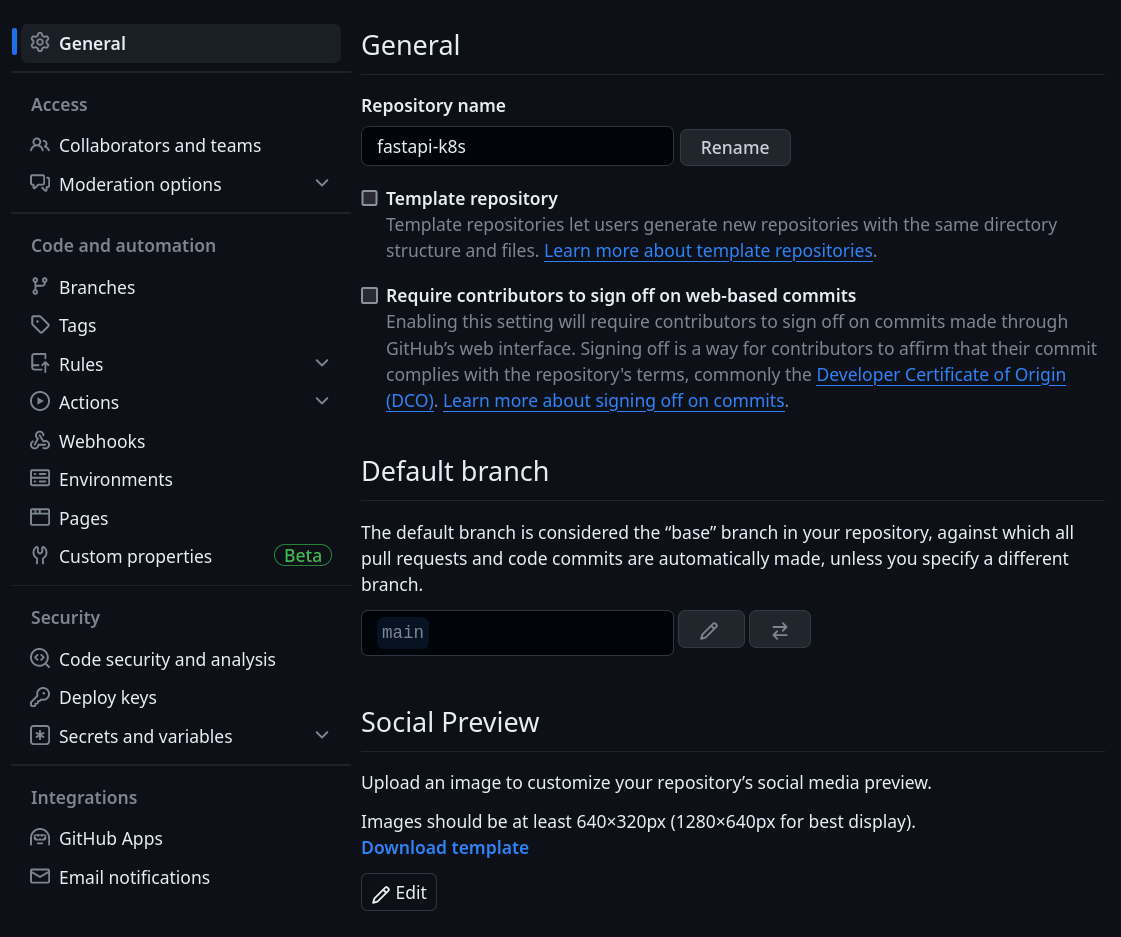 General
Access
Collaborators and teams
Moderation options
Code and automation
Branches
Tags
Rules
Actions
Webhooks
Environments
Pages
Custom properties Beta
Security
Code security and analysis
Deploy keys
Secrets and variables
Integrations
GitHub Apps
Email notifications
General
Repository name
fastapi-k8s Rename
Template repository
Template repositories let users generate new repositories with the same directory
structure and files. Learn more about template repositories.
Require contributors to sign off on web-based commits
Enabling this setting will require contributors to sign off on commits made through
GitHub’s web interface. Signing off is a way for contributors to affirm that their commit
complies with the repository's terms, commonly the Developer Certificate of Origin
(DCO). Learn more about signing off on commits.
Default branch
The default branch is considered the “base” branch in your repository, against which all
pull requests and code commits are automatically made, unless you specify a different
branch.
main
Social Preview
Upload an image to customize your repository’s social media preview.
Images should be at least 640×320px (1280×640px for best display).
Download template
Edit